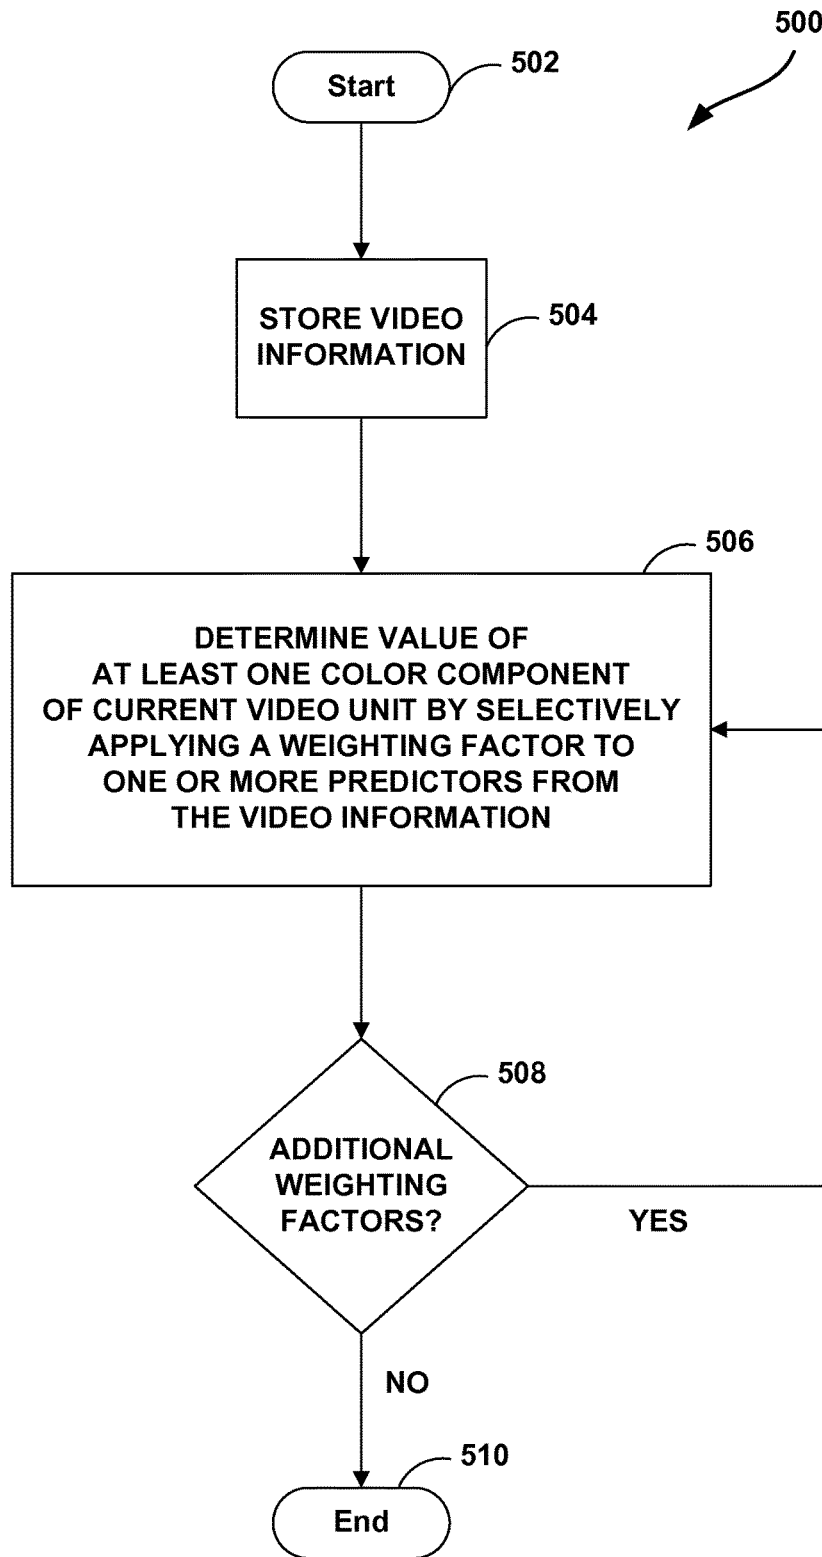 500
Start
502
STORE VIDEO
INFORMATION
504
506
DETERMINE VALUE OF
AT LEAST ONE COLOR COMPONENT
OF CURRENT VIDEO UNIT BY SELECTIVELY
APPLYING A WEIGHTING FACTOR TO
ONE OR MORE PREDICTORS FROM
THE VIDEO INFORMATION
508
ADDITIONAL
WEIGHTING
FACTORS?
YES
NO
510
End